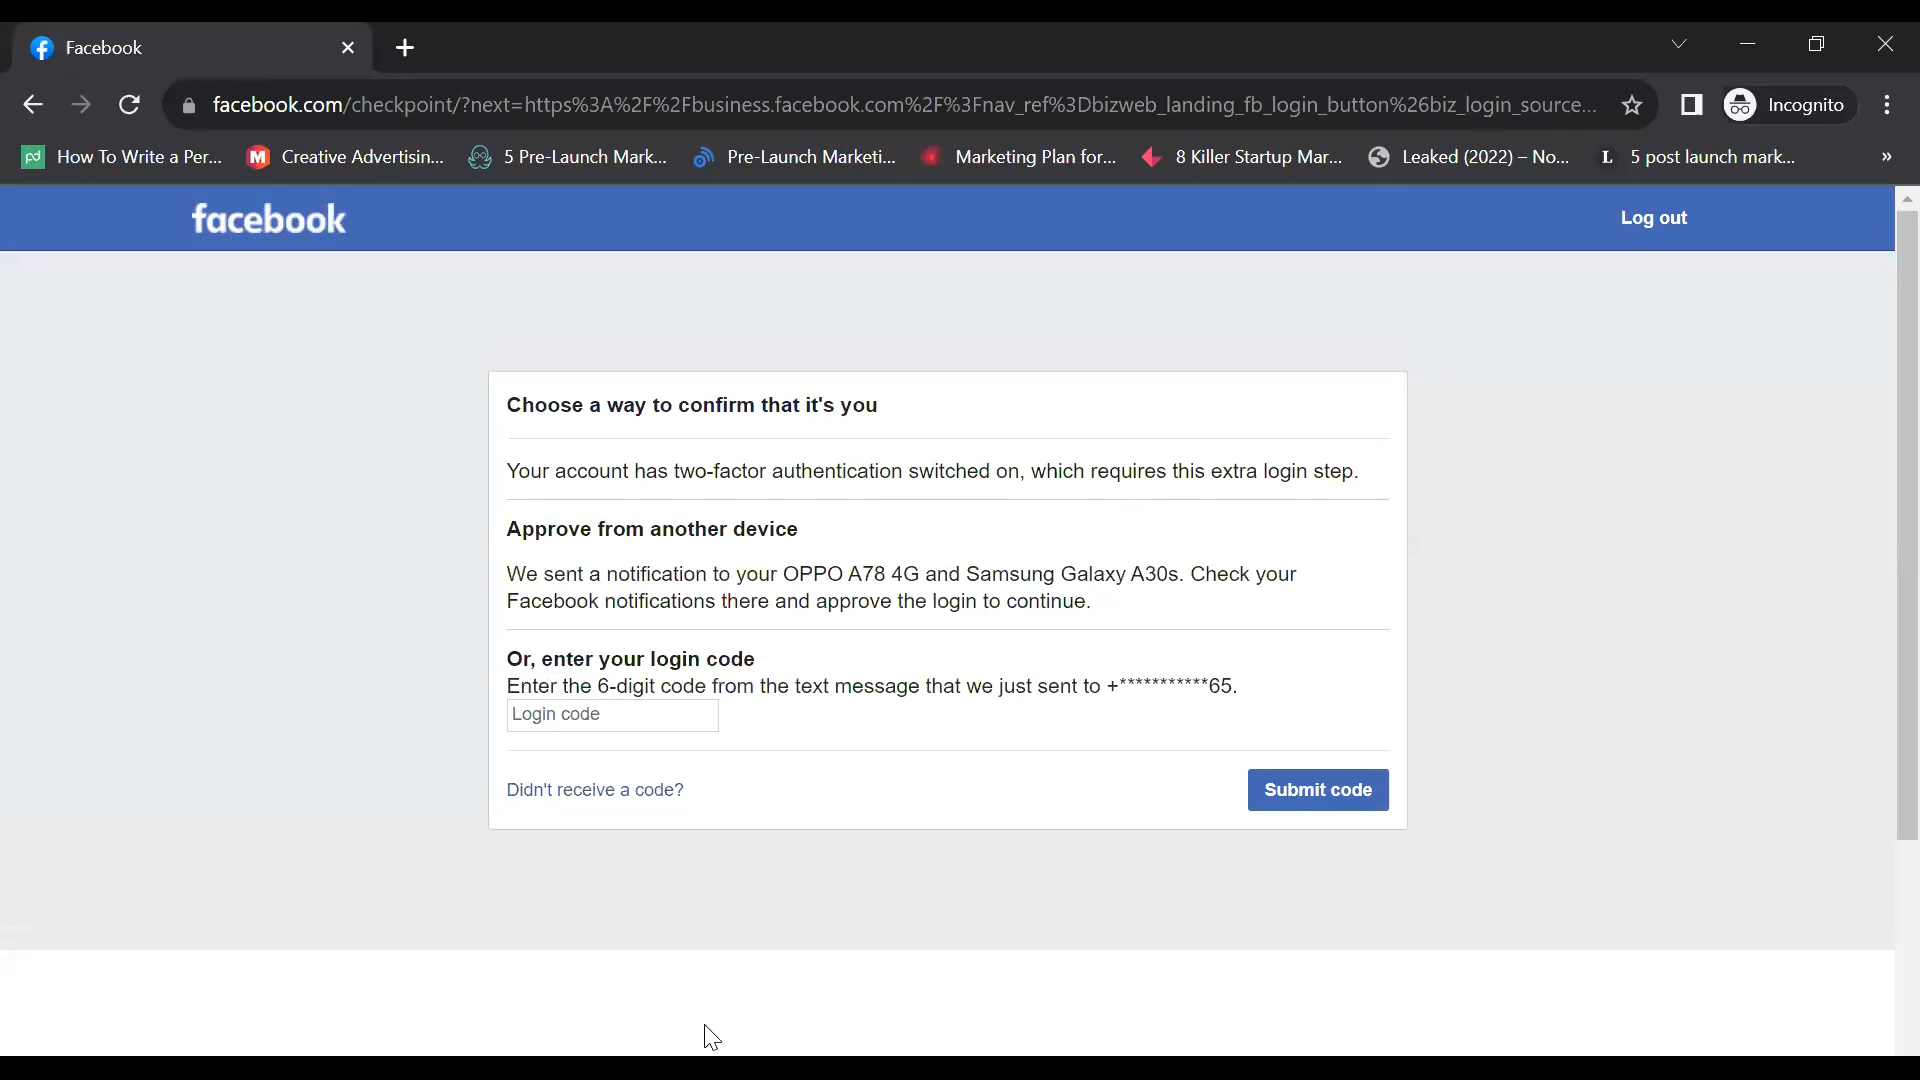 Facebook
facebook.com/checkpoint/?next=https%3A%2F%2Fbusiness.facebook.com%2F%3Fnav_ref%3Dbizweb_landing_fb_login_button%26biz_login_source...
Incognito
How To Write a Per...
Creative Advertisin...
5 Pre-Launch Mark...
Pre-Launch Marketi...
Marketing Plan for...
8 Killer Startup Mar...
Leaked (2022) – No...
5 post launch mark...
facebook
Log out
Choose a way to confirm that it's you
Your account has two-factor authentication switched on, which requires this extra login step.
Approve from another device
We sent a notification to your OPPO A78 4G and Samsung Galaxy A30s. Check your
Facebook notifications there and approve the login to continue.
Or, enter your login code
Enter the 6-digit code from the text message that we just sent to +***********65.
Login code
Didn't receive a code?
Submit code